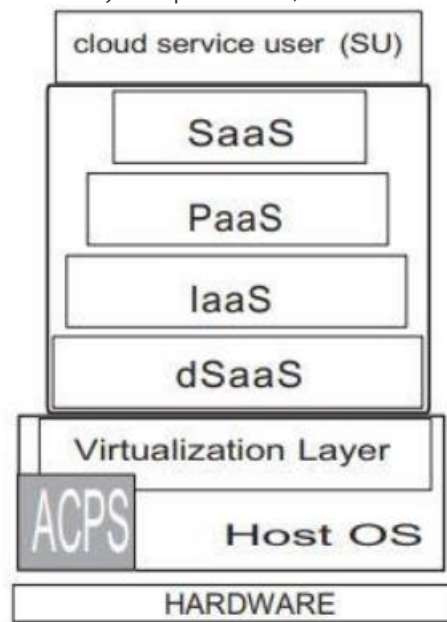 cloud service user (SU)
SaaS
PaaS
IaaS
dSaaS
Virtualization Layer
ACPS
Host OS
HARDWARE